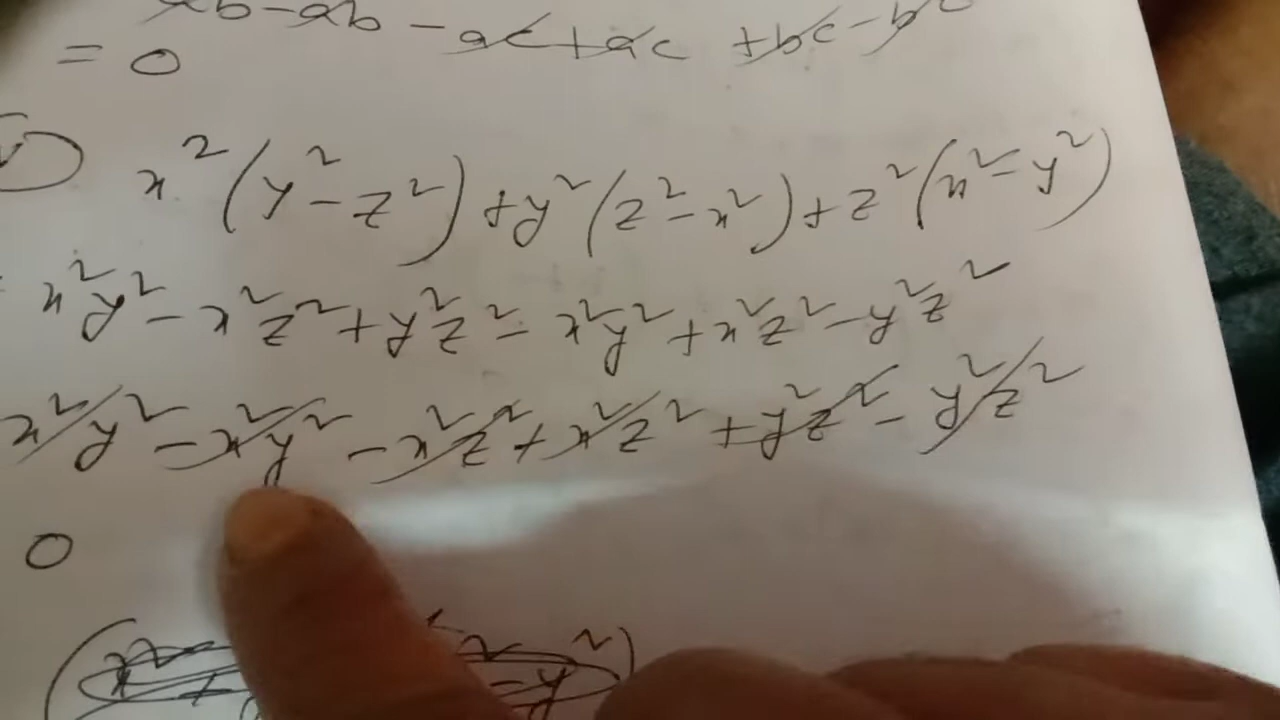 ab-ab -ac+ac +bc-b
= 0
x²(y²-z²)+y²(z²-x²)+z²(x²-y²)
x²y²-x²z²+y²z²=x²y²+x²z²-y²z²
x²y²-x²y²-x²z²+x²z²+y²z²-y²z²
0